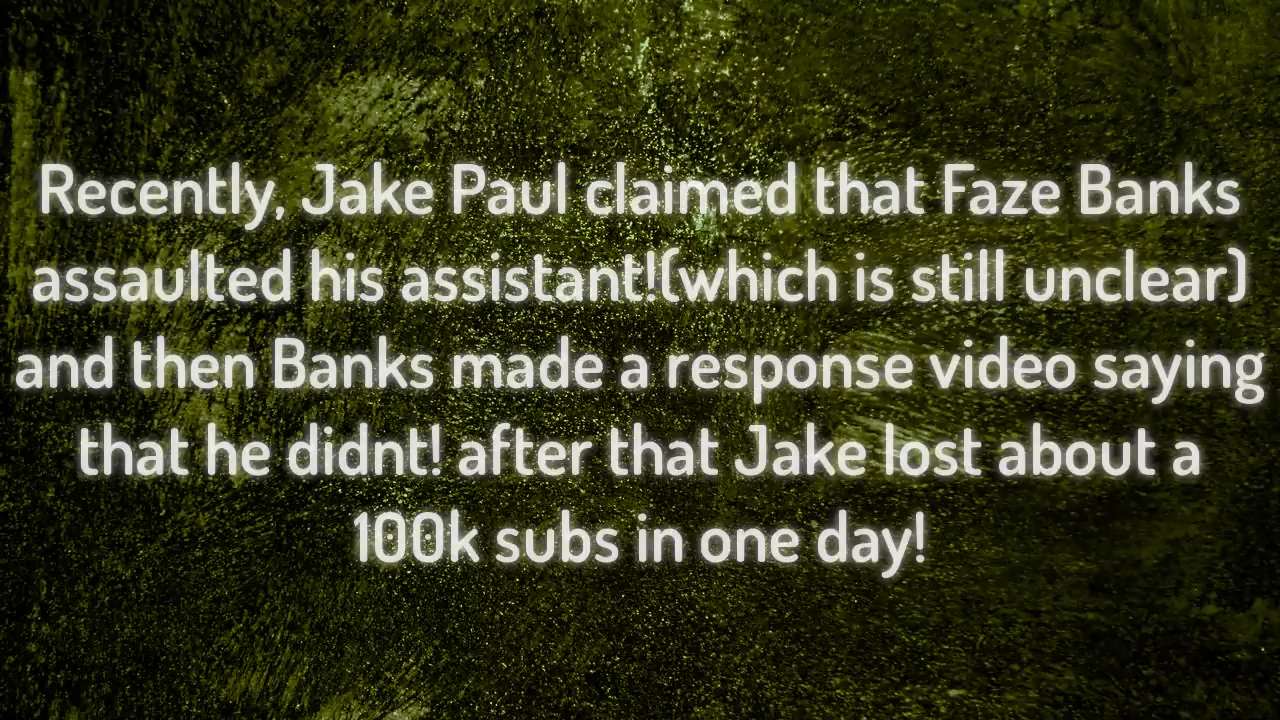 Recently, Jake Paul claimed that Faze Banks
assaulted his assistant!(which is still unclear)
and then Banks made a response video saying
that he didnt! after that Jake lost about a
100k subs in one day!